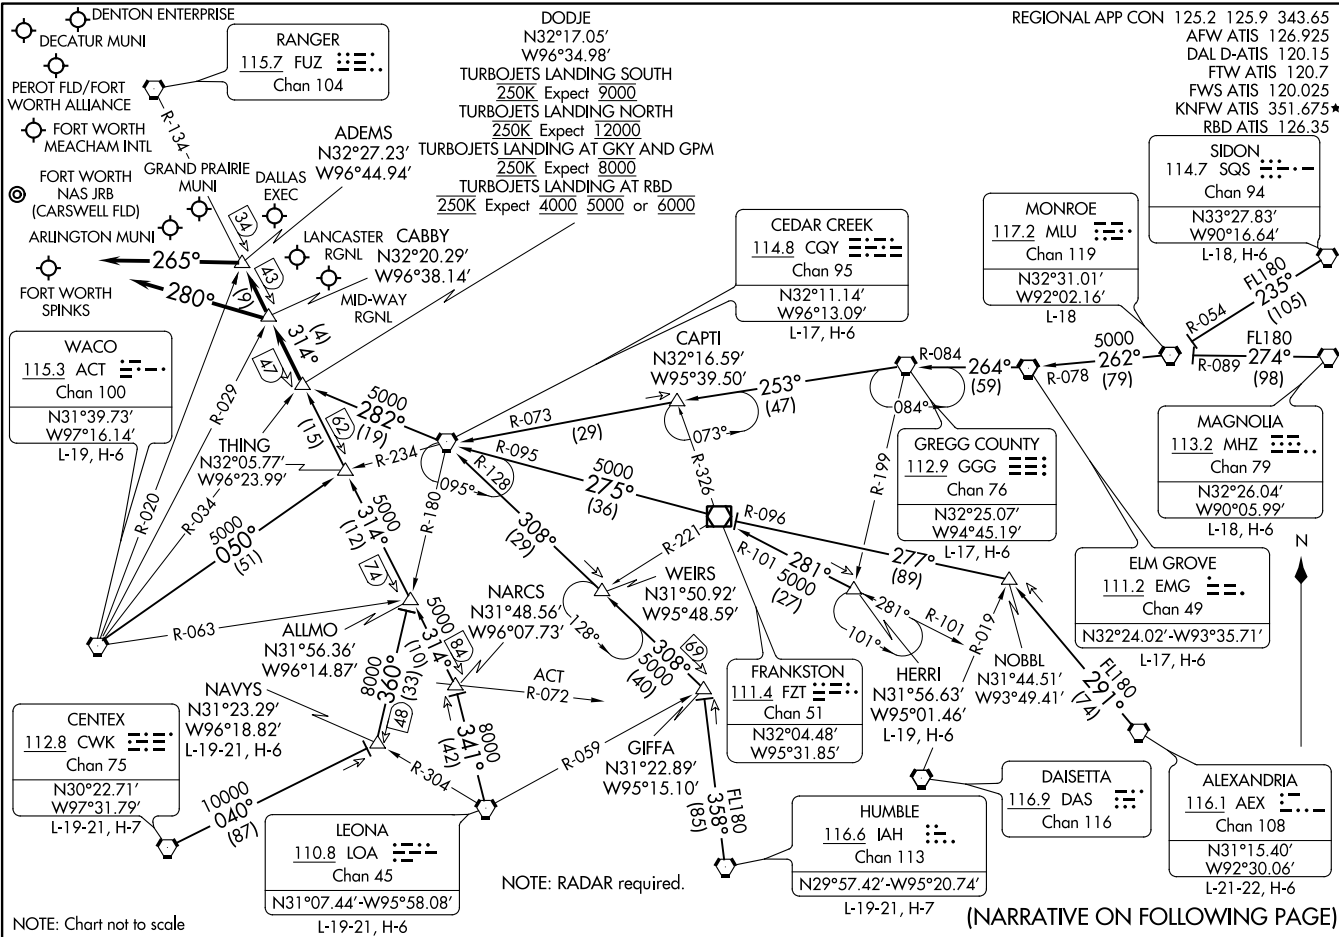 DENTON ENTERPRISE
DECATUR MUNI
PEROT FLD/FORT
WORTH ALLIANCE
FORT WORTH
MEACHAM INTL
FORT WORTH
NAS JRB
(CARSWELL FLD)
GRAND PRAIRIE
MUNI
DALLAS
EXEC
ARLINGTON MUNI
LANCASTER
RGNL
FORT WORTH
SPINKS
MID-WAY
RGNL
RANGER
115.7 FUZ
Chan 104
R-134
ADEMS
N32°27.23'
W96°44.94'
CABBY
N32°20.29'
W96°38.14'
DODJE
N32°17.05'
W96°34.98'
TURBOJETS LANDING SOUTH
250K Expect 9000
TURBOJETS LANDING NORTH
250K Expect 12000
TURBOJETS LANDING AT GKY AND GPM
250K Expect 8000
TURBOJETS LANDING AT RBD
250K Expect 4000 5000 or 6000
REGIONAL APP CON 125.2 125.9 343.65
AFW ATIS 126.925
DAL D-ATIS 120.15
FTW ATIS 120.7
FWS ATIS 120.025
KNFW ATIS 351.675★
RBD ATIS 126.35
SIDON
114.7 SQS
Chan 94
N33°27.83'
W90°16.64'
L-18, H-6
MONROE
117.2 MLU
Chan 119
N32°31.01'
W92°02.16'
L-18
CEDAR CREEK
114.8 CQY
Chan 95
N32°11.14'
W96°13.09'
L-17, H-6
34
265°
(9)
43
280°
(4)
314°
47
WACO
115.3 ACT
Chan 100
N31°39.73'
W97°16.14'
L-19, H-6
R-029
R-020
R-034
5000
050°
(51)
R-063
THING
N32°05.77'
W96°23.99'
(15)
62
5000
282°
(19)
R-234
095°
R-128
R-180
5000
314°
(12)
74
CAPTI
N32°16.59'
W95°39.50'
R-073
(29)
073°
253°
(47)
R-095
5000
275°
(36)
R-326
R-084
084°
264°
(59)
R-078
5000
262°
(79)
R-054
FL180
235°
(105)
R-089
FL180
274°
(98)
GREGG COUNTY
112.9 GGG
Chan 76
N32°25.07'
W94°45.19'
L-17, H-6
R-199
MAGNOLIA
113.2 MHZ
Chan 79
N32°26.04'
W90°05.99'
L-18, H-6
N
ELM GROVE
111.2 EMG
Chan 49
N32°24.02'-W93°35.71'
L-17, H-6
308°
(29)
R-221
R-096
277°
(89)
R-101
281°
5000
(27)
281°
101°
R-101
R-019
WEIRS
N31°50.92'
W95°48.59'
128°
308°
5000
(40)
69
NARCS
N31°48.56'
W96°07.73'
ALLMO
N31°56.36'
W96°14.87'
5000
314°
(10)
84
ACT
R-072
8000
360°
(33)
48
NAVYS
N31°23.29'
W96°18.82'
L-19-21, H-6
8000
341°
(42)
R-304
R-059
GIFFA
N31°22.89'
W95°15.10'
FRANKSTON
111.4 FZT
Chan 51
N32°04.48'
W95°31.85'
HERRI
N31°56.63'
W95°01.46'
L-19, H-6
NOBBL
N31°44.51'
W93°49.41'
FL180
291°
(74)
CENTEX
112.8 CWK
Chan 75
N30°22.71'
W97°31.79'
L-19-21, H-7
10000
040°
(87)
LEONA
110.8 LOA
Chan 45
N31°07.44'-W95°58.08'
L-19-21, H-6
FL180
358°
(85)
HUMBLE
116.6 IAH
Chan 113
N29°57.42'-W95°20.74'
L-19-21, H-7
DAISETTA
116.9 DAS
Chan 116
ALEXANDRIA
116.1 AEX
Chan 108
N31°15.40'
W92°30.06'
L-21-22, H-6
NOTE: RADAR required.
NOTE: Chart not to scale
(NARRATIVE ON FOLLOWING PAGE)